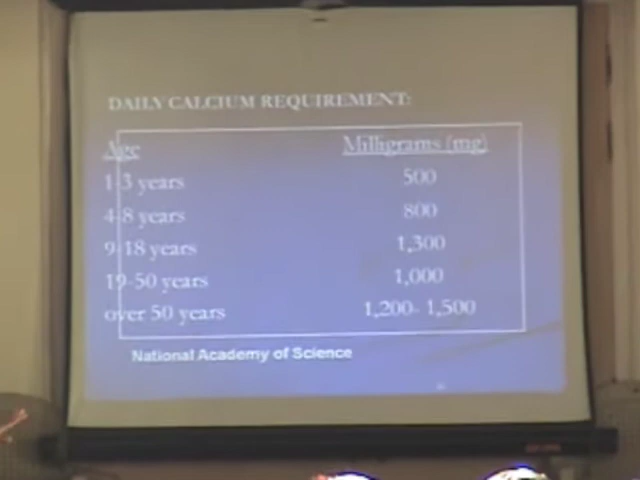 DAILY CALCIUM REQUIREMENT:
Age Milligrams (mg)
1-3 years 500
4-8 years 800
9-18 years 1,300
19-50 years 1,000
over 50 years 1,200- 1,500
National Academy of Science